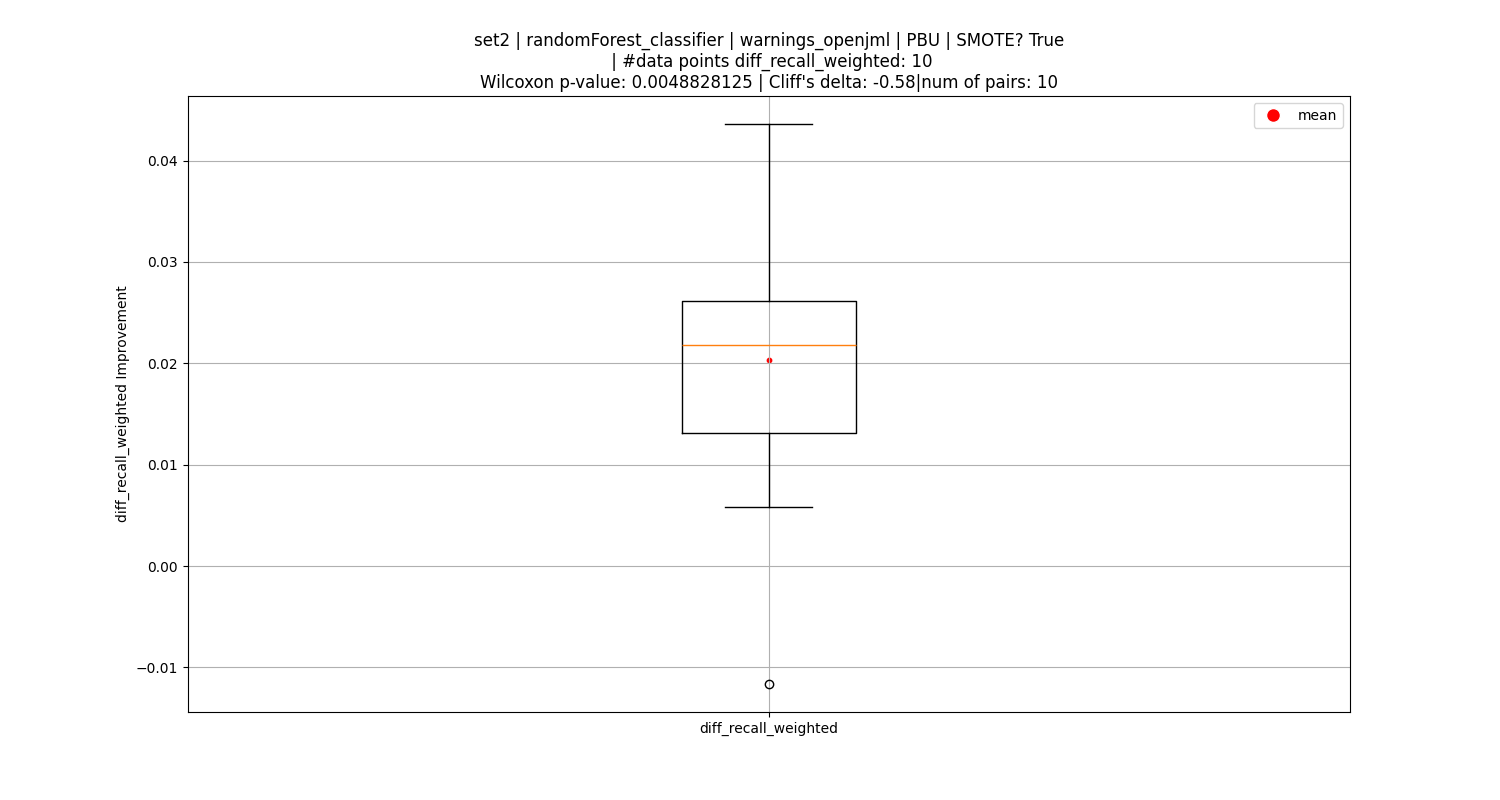 set2 | randomForest_classifier | warnings_openjml | PBU | SMOTE? True
| #data points diff_recall_weighted: 10
Wilcoxon p-value: 0.0048828125 | Cliff's delta: -0.58|num of pairs: 10
mean
0.04
0.03
0.02
0.01
0.00
−0.01
diff_recall_weighted Improvement
diff_recall_weighted